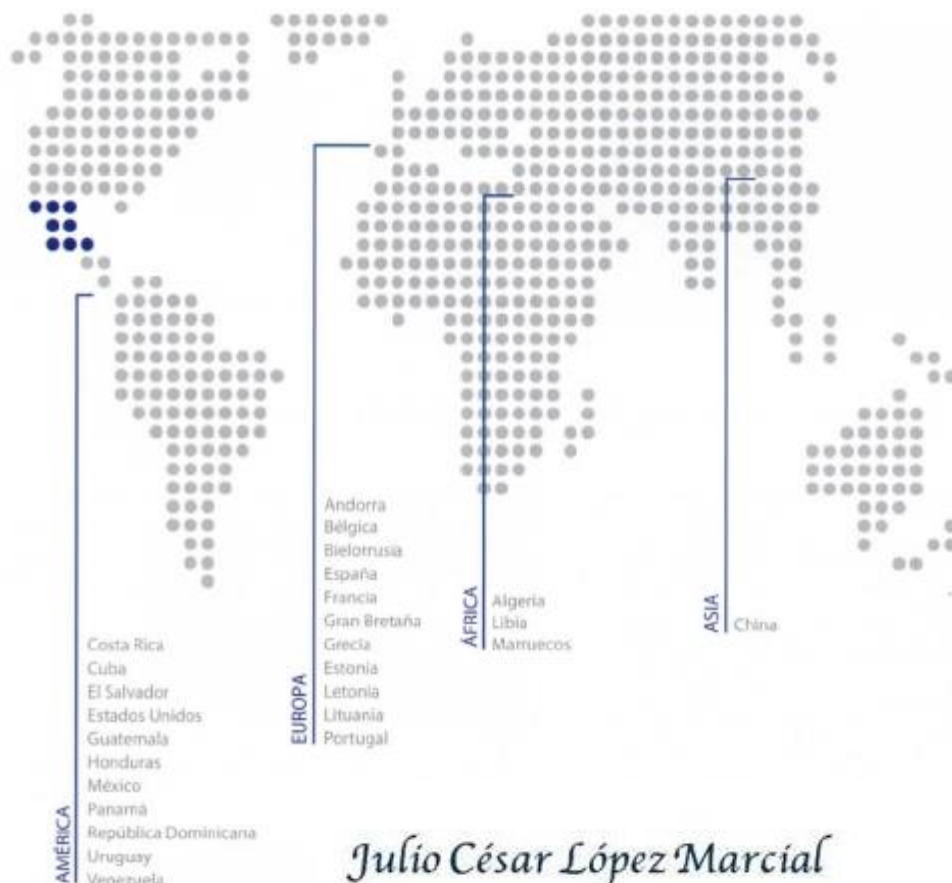 AMÉRICA
Costa Rica
Cuba
El Salvador
Estados Unidos
Guatemala
Honduras
México
Panamá
República Dominicana
Uruguay
Venezuela
EUROPA
Andorra
Bélgica
Bielorrusia
España
Francia
Gran Bretaña
Grecia
Estonia
Letonia
Lituania
Portugal
ÁFRICA
Algeria
Libia
Marruecos
ASIA
China
Julio César López Marcial